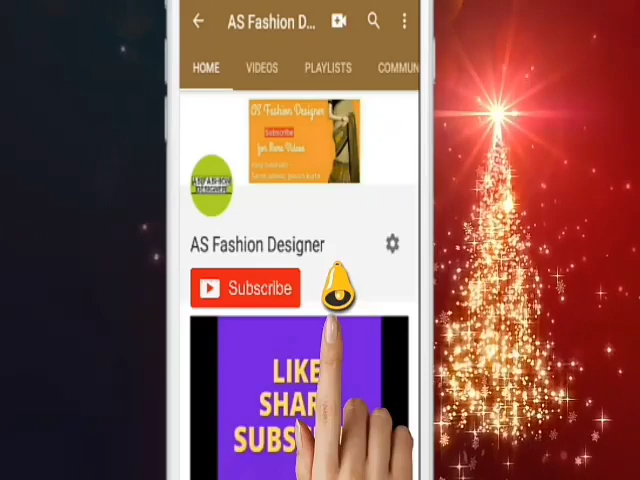 AS Fashion D...
HOME VIDEOS PLAYLISTS COMMUN
AS Fashion Designer
Subscribe
for More Videos
AS Fashion Designer
Subscribe
LIKE
SHAR
SUBS